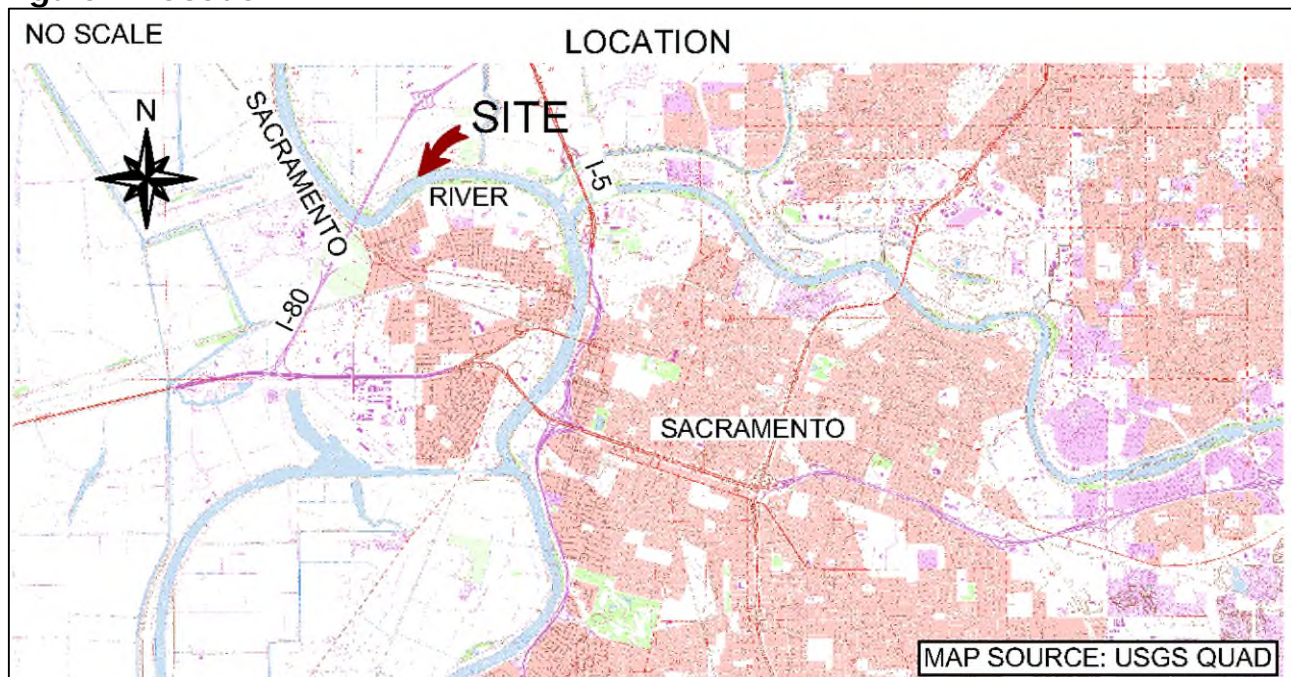 NO SCALE
LOCATION
N
SACRAMENTO
SITE
RIVER
I-5
I-80
SACRAMENTO
MAP SOURCE: USGS QUAD